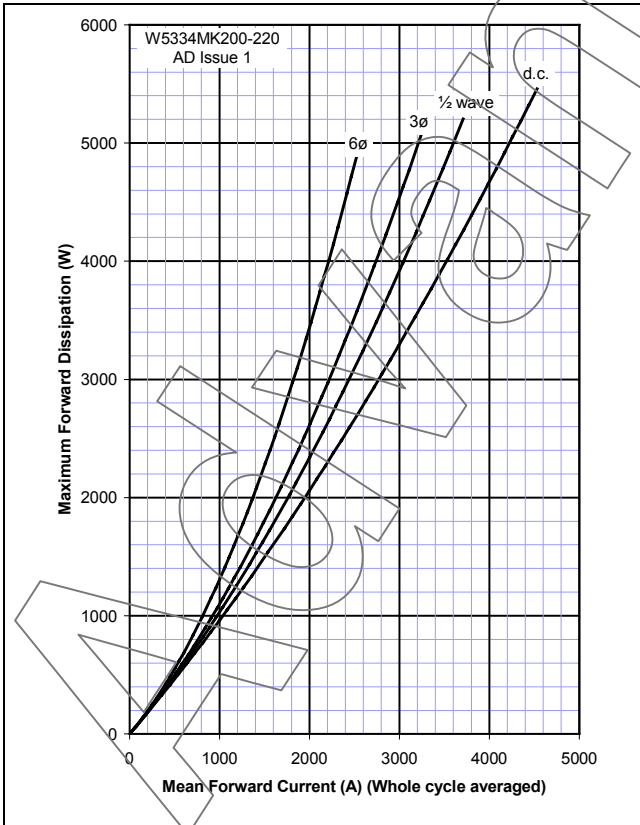 W5334MK200-220
AD Issue 1
6000
5000
4000
3000
2000
1000
0
Maximum Forward Dissipation (W)
6ø
3ø
½ wave
d.c.
0
1000
2000
3000
4000
5000
Mean Forward Current (A) (Whole cycle averaged)